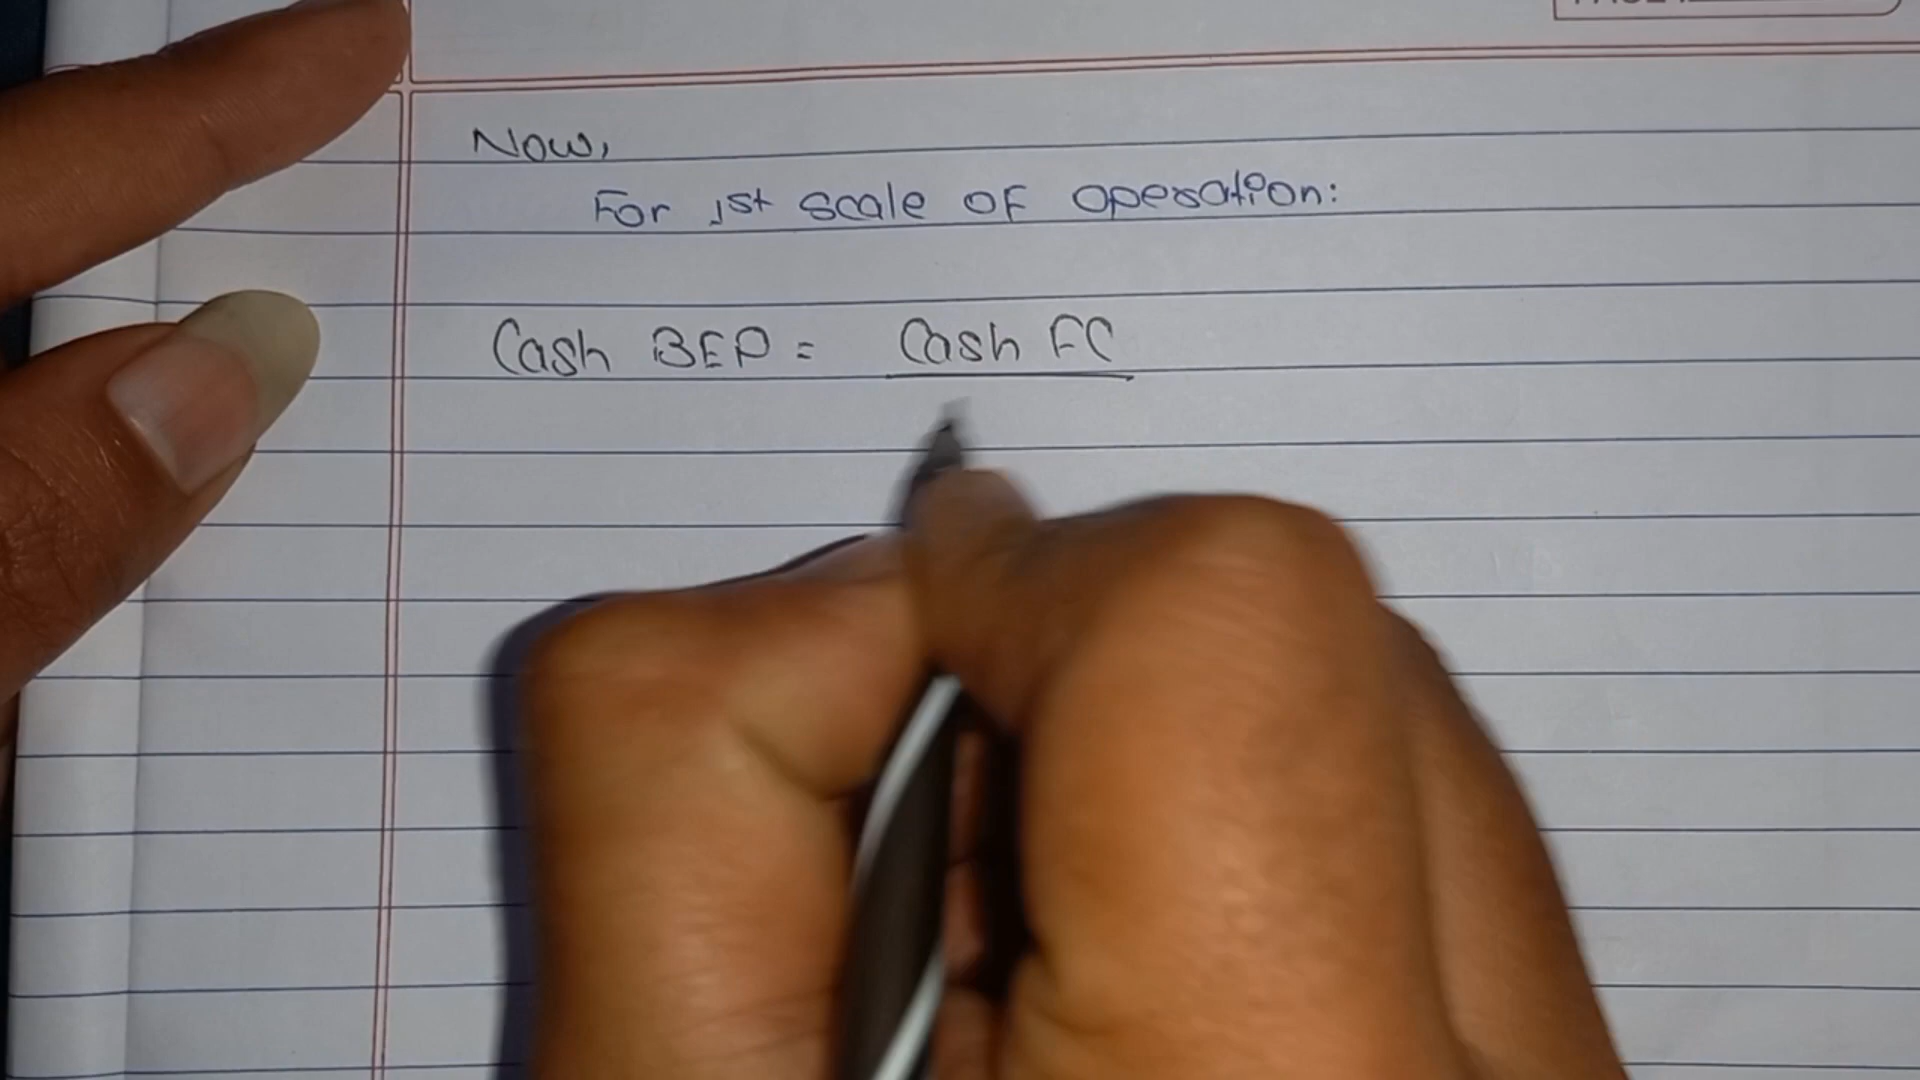 Now,
For 1st scale of operation:
Cash BEP = Cash FC